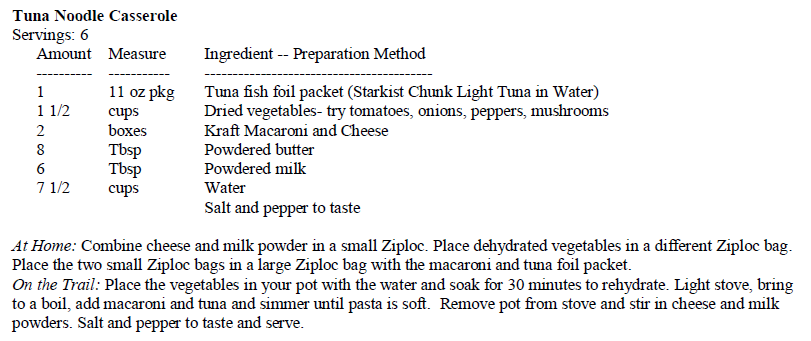 Tuna Noodle Casserole
Servings: 6
Amount Measure Ingredient -- Preparation Method
---------- ----------- ------------------------------------------
1 11 oz pkg Tuna fish foil packet (Starkist Chunk Light Tuna in Water)
1 1/2 cups Dried vegetables- try tomatoes, onions, peppers, mushrooms
2 boxes Kraft Macaroni and Cheese
8 Tbsp Powdered butter
6 Tbsp Powdered milk
7 1/2 cups Water
Salt and pepper to taste
At Home: Combine cheese and milk powder in a small Ziploc. Place dehydrated vegetables in a different Ziploc bag.
Place the two small Ziploc bags in a large Ziploc bag with the macaroni and tuna foil packet.
On the Trail: Place the vegetables in your pot with the water and soak for 30 minutes to rehydrate. Light stove, bring
to a boil, add macaroni and tuna and simmer until pasta is soft.  Remove pot from stove and stir in cheese and milk
powders. Salt and pepper to taste and serve.